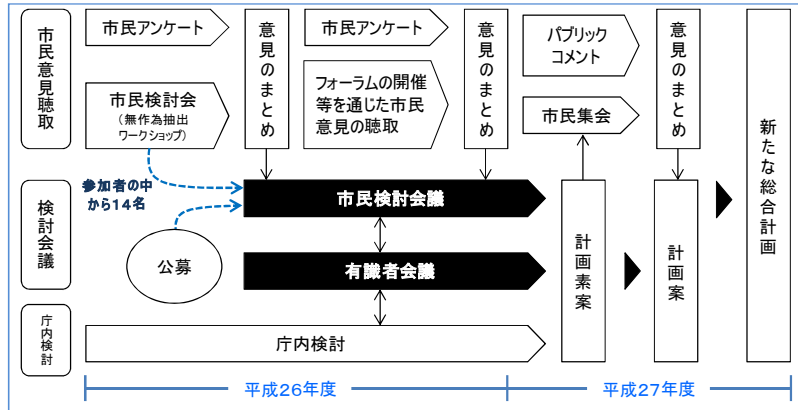 市民意見聴取
市民アンケート
意見のまとめ
市民アンケート
意見のまとめ
パブリック
コメント
意見のまとめ
新たな総合計画
市民検討会
(無作為抽出
ワークショップ)
フォーラムの開催
等を通じた市民
意見の聴取
市民集会
検討会議
参加者の中
から14名
市民検討会議
公募
有識者会議
計画素案
計画案
庁内検討
庁内検討
平成26年度
平成27年度